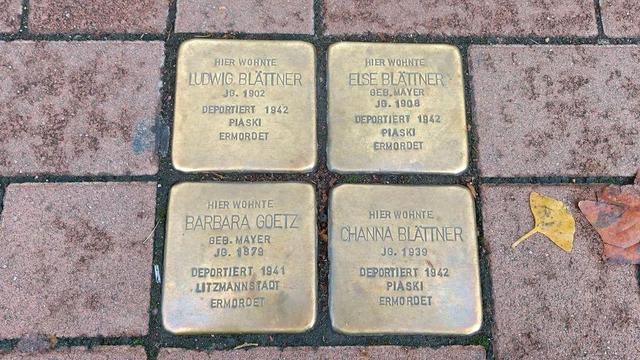 HIER WOHNTE
LUDWIG BLÄTTNER
JG. 1902
DEPORTIERT 1942
PIASKI
ERMORDET
HIER WOHNTE
ELSE BLÄTTNER
GEB. MAYER
JG. 1908
DEPORTIERT 1942
PIASKI
ERMORDET
HIER WOHNTE
BARBARA GOETZ
GEB. MAYER
JG. 1879
DEPORTIERT 1941
LITZMANNSTADT
ERMORDET
HIER WOHNTE
CHANNA BLÄTTNER
JG. 1939
DEPORTIERT 1942
PIASKI
ERMORDET